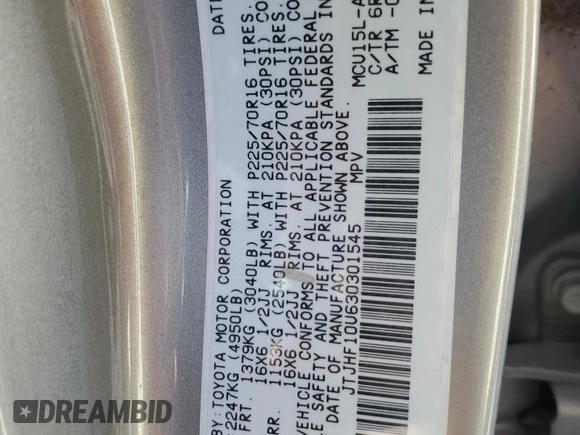 DATE
BY: TOYOTA MOTOR CORPORATION
2247KG (4950LB)
FRT. 1379KG (3040LB) WITH P225/70R16 TIRES.
16X6 1/2JJ RIMS. AT 210KPA (30PSI) CO
RR. 1153KG (2540LB) WITH P225/70R16 TIRES.
16X6 1/2JJ RIMS. AT 210KPA (30PSI) CO
VEHICLE CONFORMS TO ALL APPLICABLE FEDERAL
E SAFETY AND THEFT PREVENTION STANDARDS IN
DATE OF MANUFACTURE SHOWN ABOVE.
JTJHF10U630301545 MPV
MCU15L-A
C/TR 6R
A/TM -0
MADE IN
DREAMBID